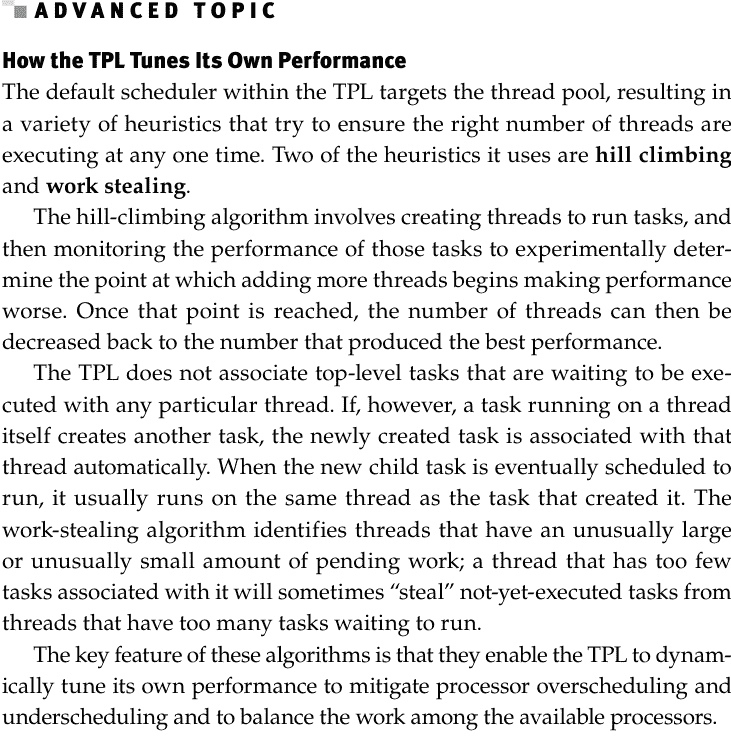 ADVANCED TOPIC
How the TPL Tunes Its Own Performance
The default scheduler within the TPL targets the thread pool, resulting in
a variety of heuristics that try to ensure the right number of threads are
executing at any one time. Two of the heuristics it uses are hill climbing
and work stealing.
The hill-climbing algorithm involves creating threads to run tasks, and
then monitoring the performance of those tasks to experimentally deter-
mine the point at which adding more threads begins making performance
worse. Once that point is reached, the number of threads can then be
decreased back to the number that produced the best performance.
The TPL does not associate top-level tasks that are waiting to be exe-
cuted with any particular thread. If, however, a task running on a thread
itself creates another task, the newly created task is associated with that
thread automatically. When the new child task is eventually scheduled to
run, it usually runs on the same thread as the task that created it. The
work-stealing algorithm identifies threads that have an unusually large
or unusually small amount of pending work; a thread that has too few
tasks associated with it will sometimes “steal” not-yet-executed tasks from
threads that have too many tasks waiting to run.
The key feature of these algorithms is that they enable the TPL to dynam-
ically tune its own performance to mitigate processor overscheduling and
underscheduling and to balance the work among the available processors.